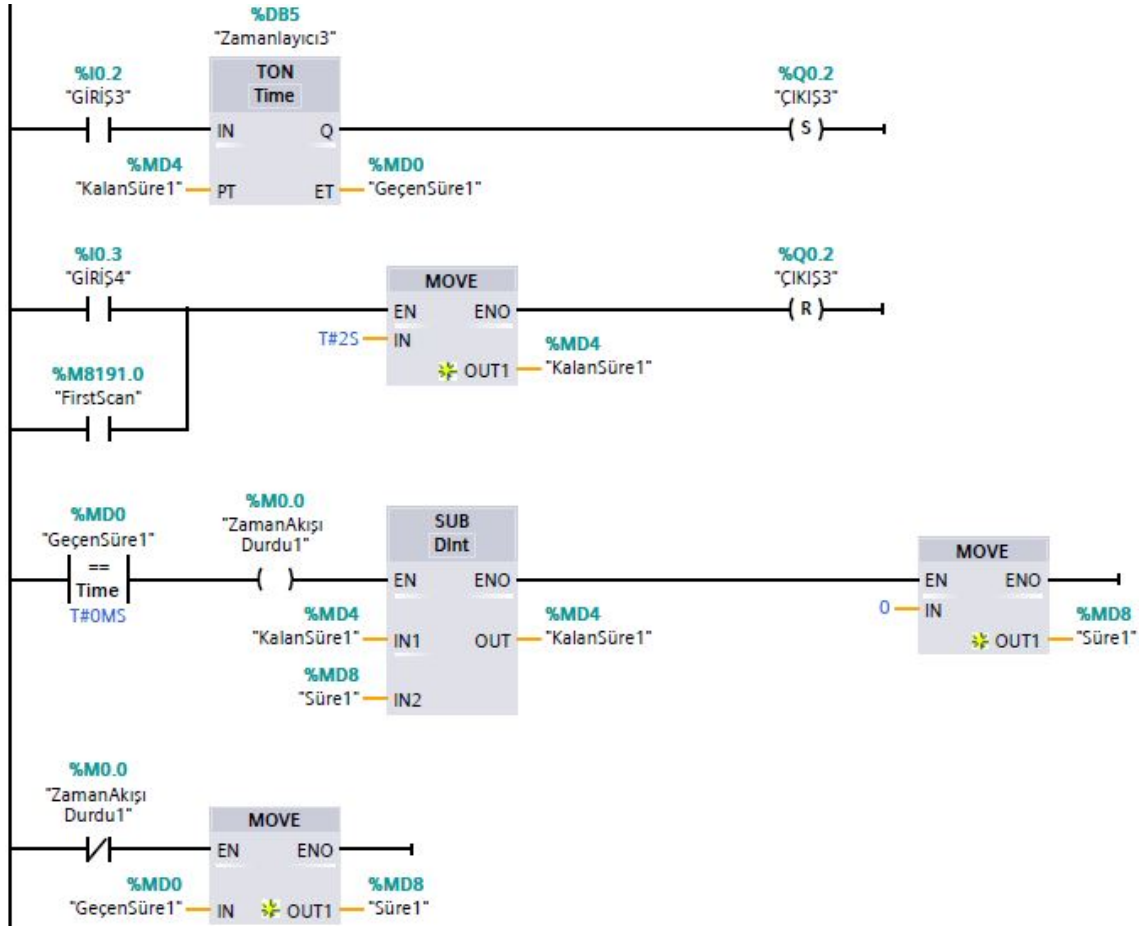 %DB5
"Zamanlayıcı3"
%I0.2
"GİRİŞ3"
TON
Time
%Q0.2
"ÇIKIŞ3"
IN Q
S
%MD4
"KalanSüre1"
%MD0
"GeçenSüre1"
PT ET
%I0.3
"GİRİŞ4"
MOVE
%Q0.2
"ÇIKIŞ3"
EN ENO
R
T#2S IN
%MD4
OUT1 "KalanSüre1"
%M8191.0
"FirstScan"
%MD0
"GeçenSüre1"
==
Time
T#0MS
%M0.0
"ZamanAkışı
Durdu1"
SUB
DInt
EN ENO
%MD4
"KalanSüre1" IN1
%MD4
OUT "KalanSüre1"
%MD8
"Süre1" IN2
MOVE
EN ENO
0 IN
%MD8
OUT1 "Süre1"
%M0.0
"ZamanAkışı
Durdu1"
MOVE
EN ENO
%MD0
"GeçenSüre1" IN
%MD8
OUT1 "Süre1"